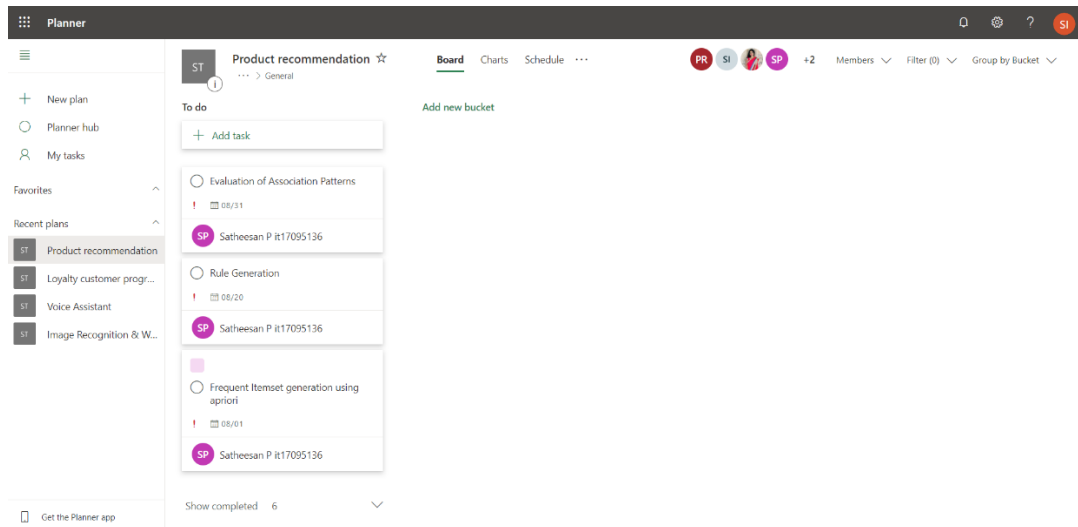 Planner
SI
New plan
Planner hub
My tasks
Favorites
Recent plans
ST Product recommendation
ST Loyalty customer progr...
ST Voice Assistant
ST Image Recognition & W...
Get the Planner app
ST
Product recommendation
... > General
Board Charts Schedule ...
PR SI SP +2 Members Filter (0) Group by Bucket
To do
Add new bucket
+ Add task
Evaluation of Association Patterns
! 08/31
SP Satheesan P it17095136
Rule Generation
! 08/20
SP Satheesan P it17095136
Frequent Itemset generation using
apriori
! 08/01
SP Satheesan P it17095136
Show completed 6